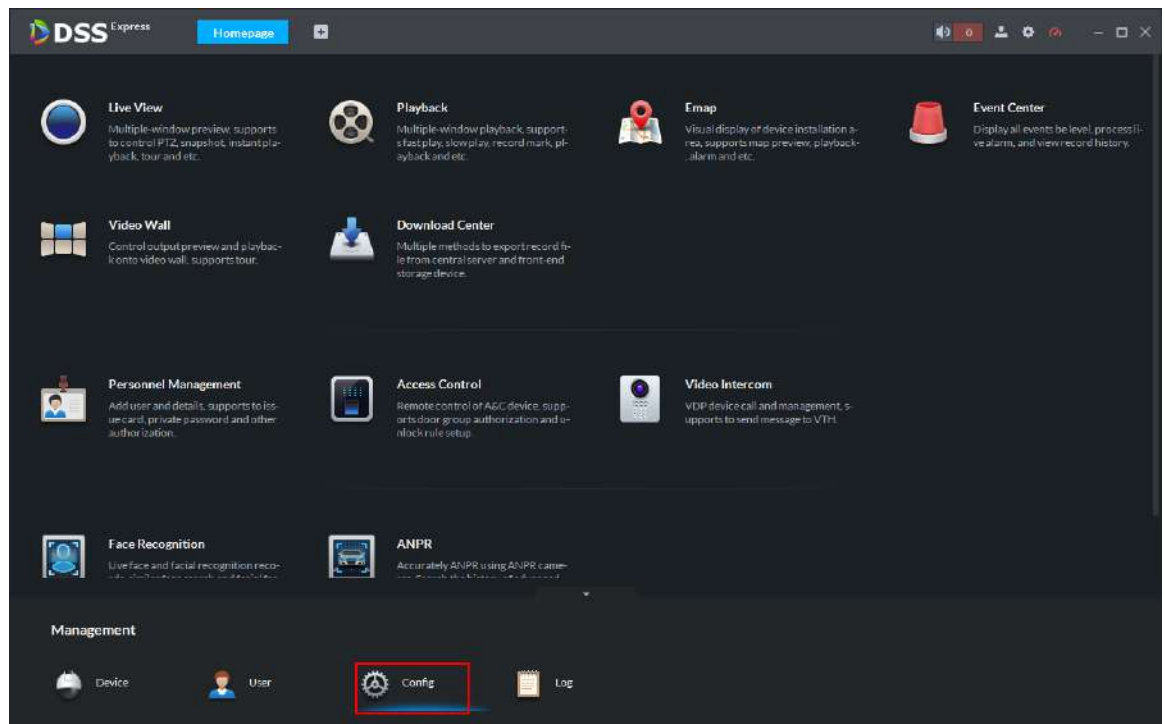 DSS Express
Homepage
0
Live View
Multiple-window preview, supports
to control PTZ, snapshot, instant pla-
yback, tour and etc.
Playback
Multiple-window playback, support-
s fast play, slow play, record mark, pl-
ayback and etc.
Emap
Visual display of device installation a-
rea, supports map preview, playback-
, alarm and etc.
Event Center
Display all events be level, process li-
ve alarm, and view record history.
Video Wall
Control output preview and playbac-
k onto video wall, supports tour.
Download Center
Multiple methods to export record fi-
le from central server and front-end
storage device.
Personnel Management
Add user and details, supports to iss-
ue card, private password and other
authorization.
Access Control
Remote control of A&C device, supp-
orts door group authorization and u-
nlock rule setup.
Video Intercom
VDP device call and management, s-
upports to send message to VTH.
Face Recognition
Live face and facial recognition reco-
ANPR
Accurately ANPR using ANPR came-
Management
Device
User
Config
Log